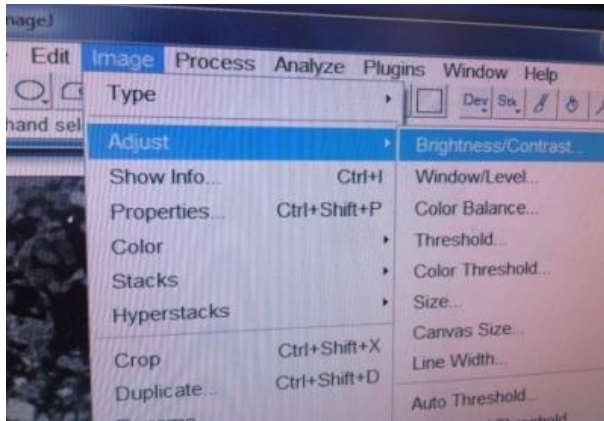 Edit Image Process Analyze Plugins Window Help
Dev Stk
hand sel
Type
Adjust
Show Info... Ctrl+I
Properties... Ctrl+Shift+P
Color
Stacks
Hyperstacks
Crop Ctrl+Shift+X
Duplicate... Ctrl+Shift+D
Brightness/Contrast...
Window/Level...
Color Balance...
Threshold...
Color Threshold...
Size...
Canvas Size...
Line Width...
Auto Threshold...